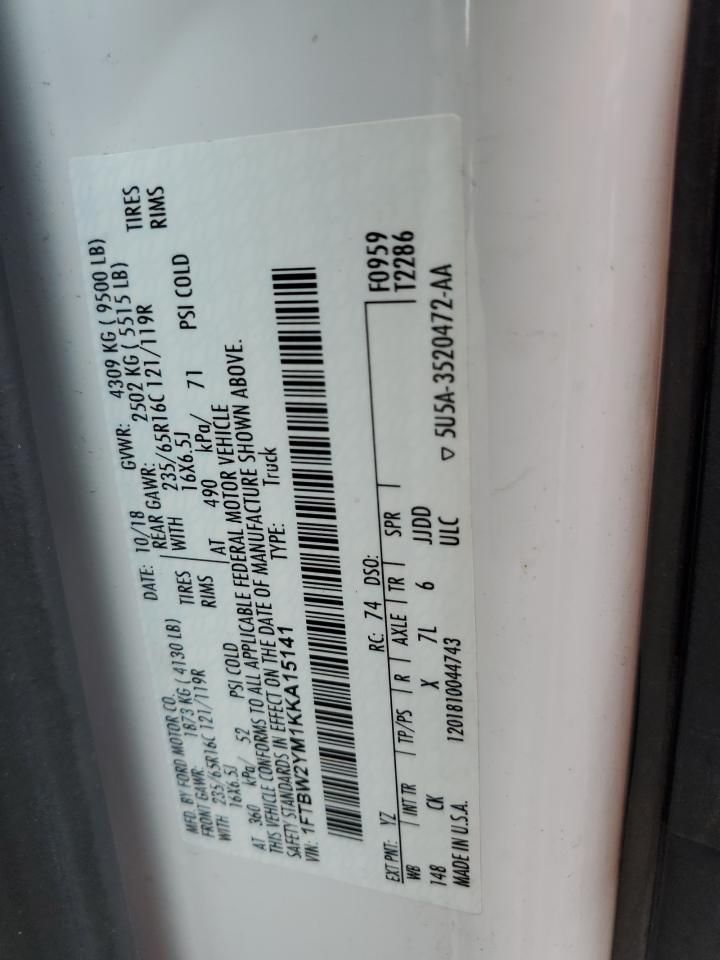 MFD. BY FORD MOTOR CO.
DATE: 10/18 GVWR: 4309 KG ( 9500 LB)
FRONT GAWR: 1873 KG ( 4130 LB) REAR GAWR: 2502 KG ( 5515 LB)
WITH 235/65R16C 121/119R TIRES WITH 235/65R16C 121/119R TIRES
16X6.5J RIMS 16X6.5J RIMS
AT 360 kPa/ 52 PSI COLD AT 490 kPa/ 71 PSI COLD
THIS VEHICLE CONFORMS TO ALL APPLICABLE FEDERAL MOTOR VEHICLE
SAFETY STANDARDS IN EFFECT ON THE DATE OF MANUFACTURE SHOWN ABOVE.
VIN: 1FTBW2YM1KKA15141 TYPE: Truck
F0959
T2286
EXT PNT: YZ RC: 74 DSO:
WB INT TR TP/PS R AXLE TR SPR
148 CK X 7L 6 JJDD
MADE IN U.S.A. 1201810044743 ULC
▽ 5U5A-3520472-AA